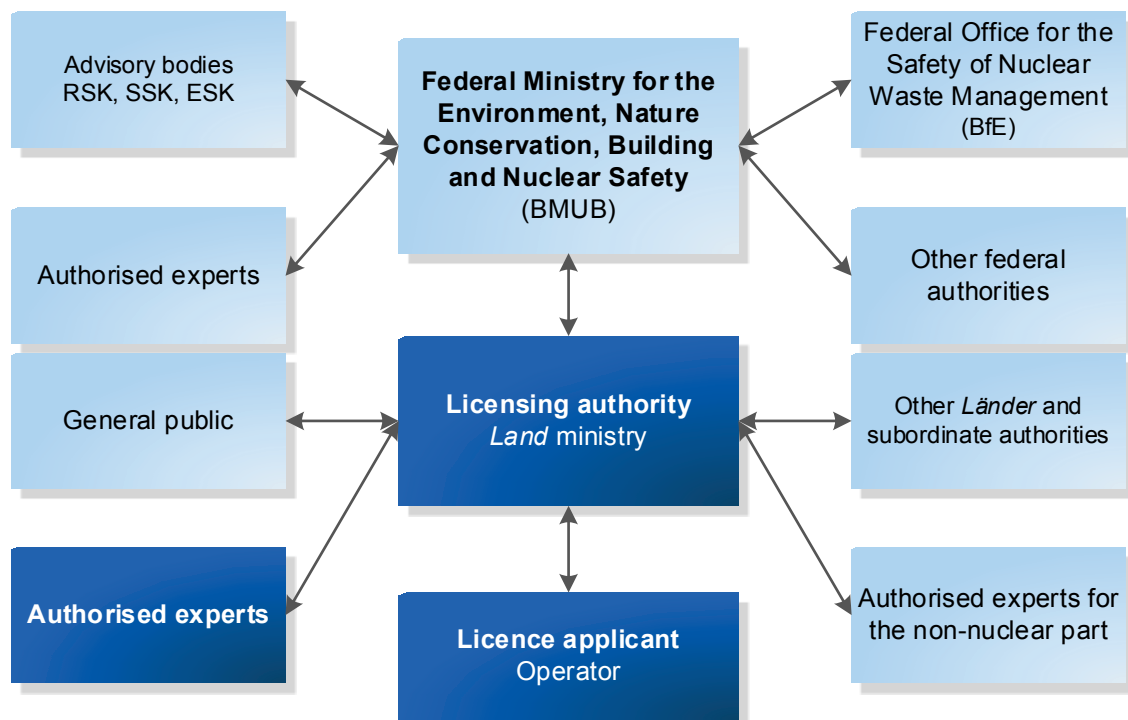 Advisory bodies
RSK, SSK, ESK
Federal Ministry for the
Environment, Nature
Conservation, Building
and Nuclear Safety
(BMUB)
Federal Office for the
Safety of Nuclear
Waste Management
(BfE)
Authorised experts
Other federal
authorities
General public
Licensing authority
Land ministry
Other Länder and
subordinate authorities
Authorised experts
Licence applicant
Operator
Authorised experts for
the non-nuclear part